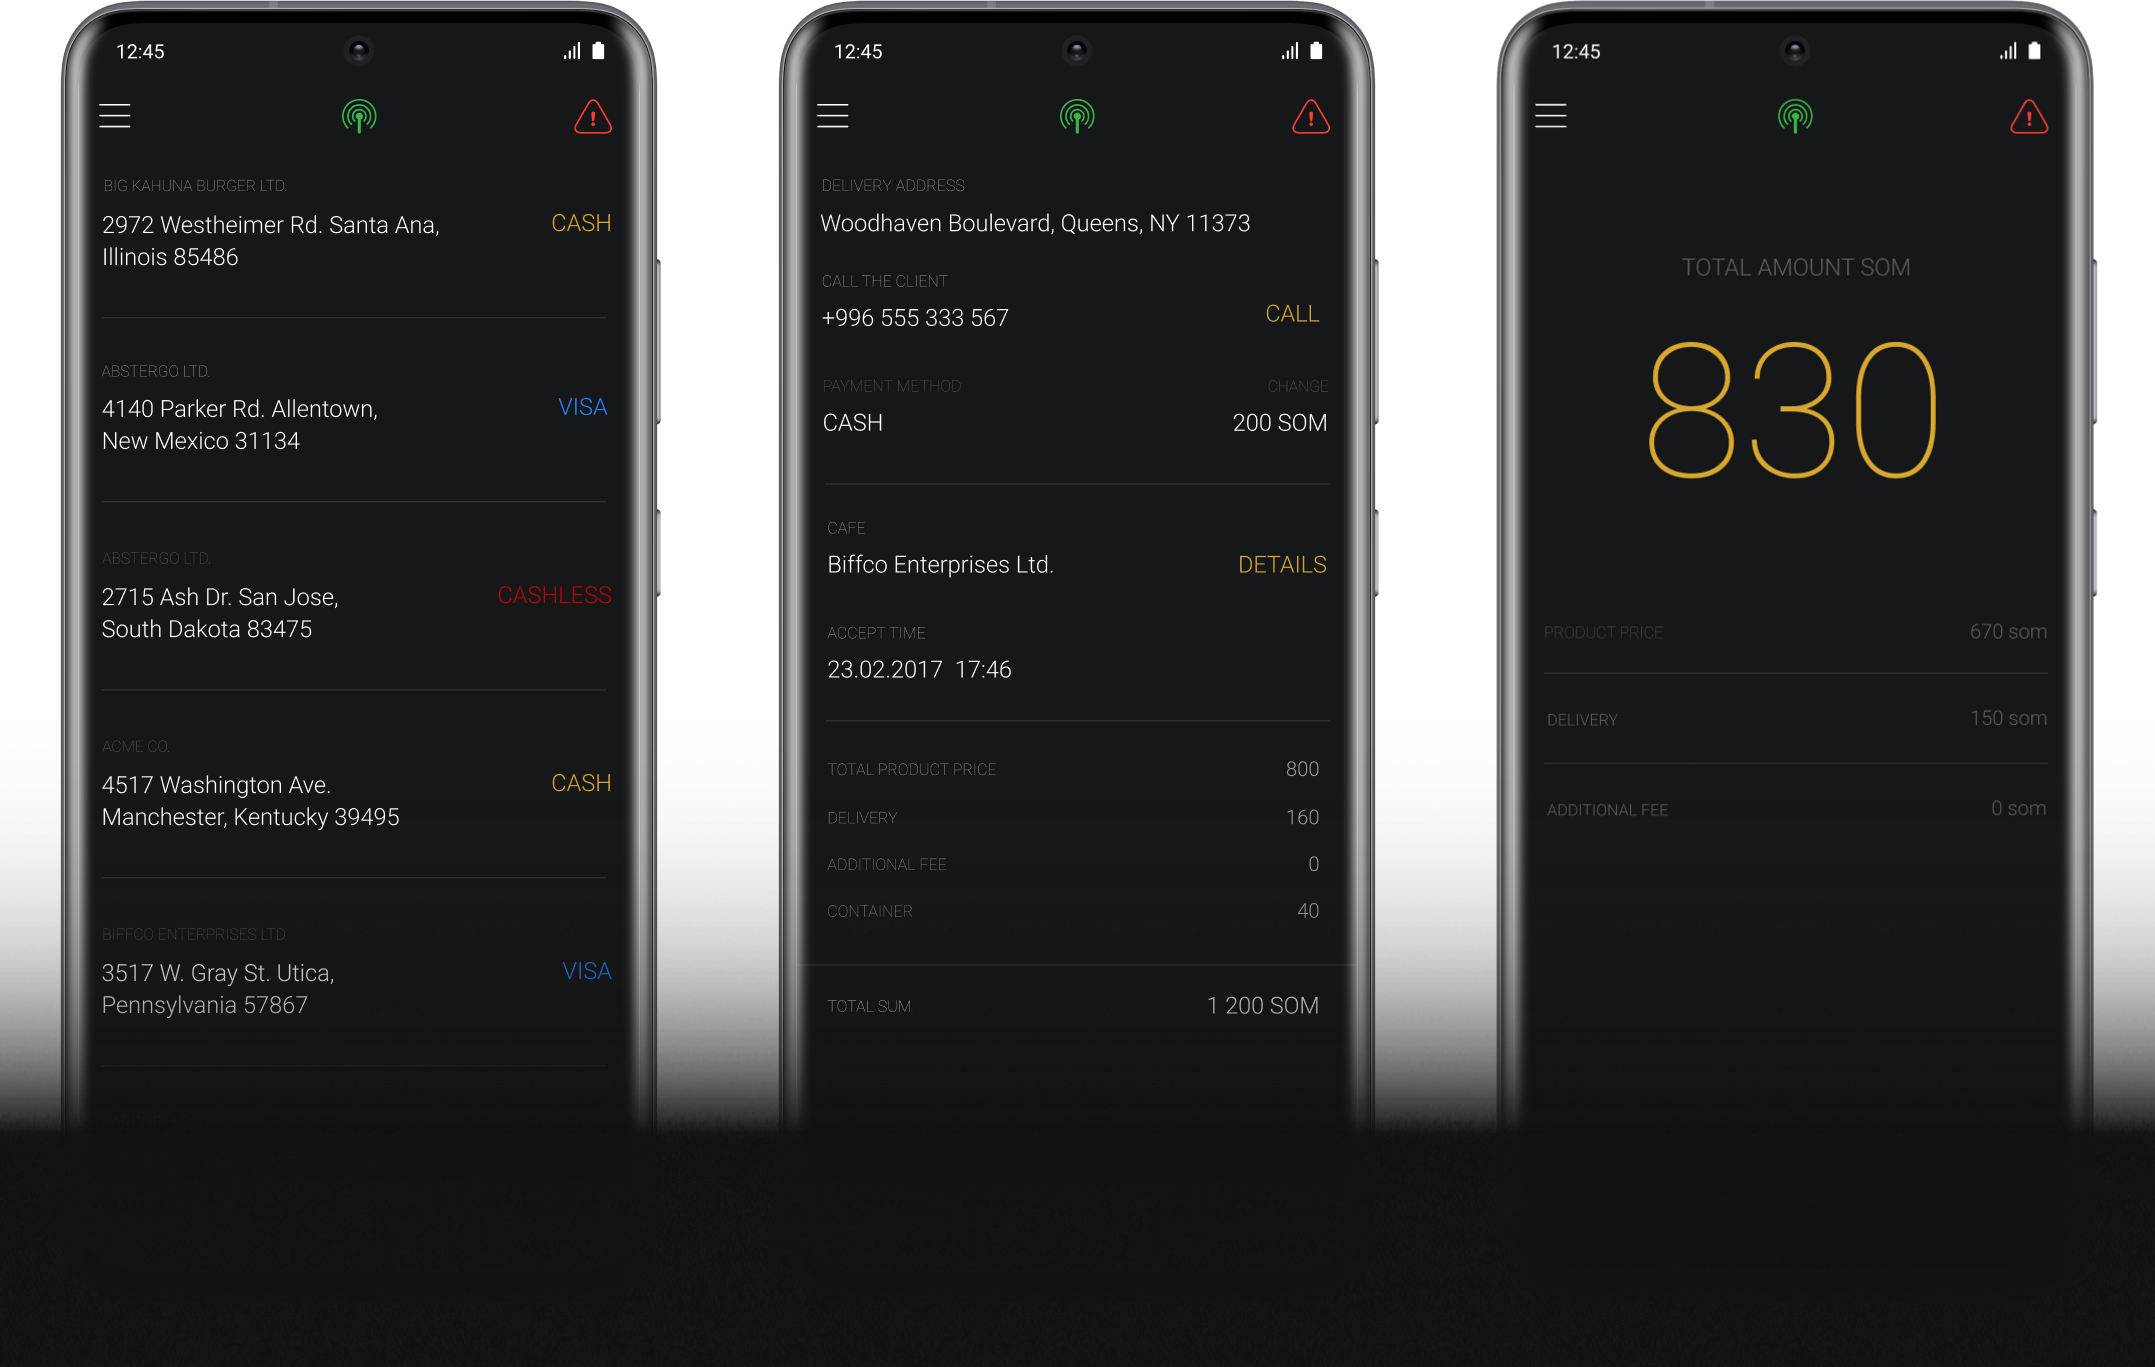 12:45
BIG KAHUNA BURGER LTD.
2972 Westheimer Rd. Santa Ana,
Illinois 85486
CASH
ABSTERGO LTD.
4140 Parker Rd. Allentown,
New Mexico 31134
VISA
ABSTERGO LTD.
2715 Ash Dr. San Jose,
South Dakota 83475
CASHLESS
ACME CO.
4517 Washington Ave.
Manchester, Kentucky 39495
CASH
BIFFCO ENTERPRISES LTD.
3517 W. Gray St. Utica,
Pennsylvania 57867
VISA
12:45
DELIVERY ADDRESS
Woodhaven Boulevard, Queens, NY 11373
CALL THE CLIENT
+996 555 333 567 CALL
PAYMENT METHOD CHANGE
CASH 200 SOM
CAFE
Biffco Enterprises Ltd. DETAILS
ACCEPT TIME
23.02.2017 17:46
TOTAL PRODUCT PRICE 800
DELIVERY 160
ADDITIONAL FEE 0
CONTAINER 40
TOTAL SUM 1 200 SOM
12:45
TOTAL AMOUNT SOM
830
PRODUCT PRICE 670 som
DELIVERY 150 som
ADDITIONAL FEE 0 som